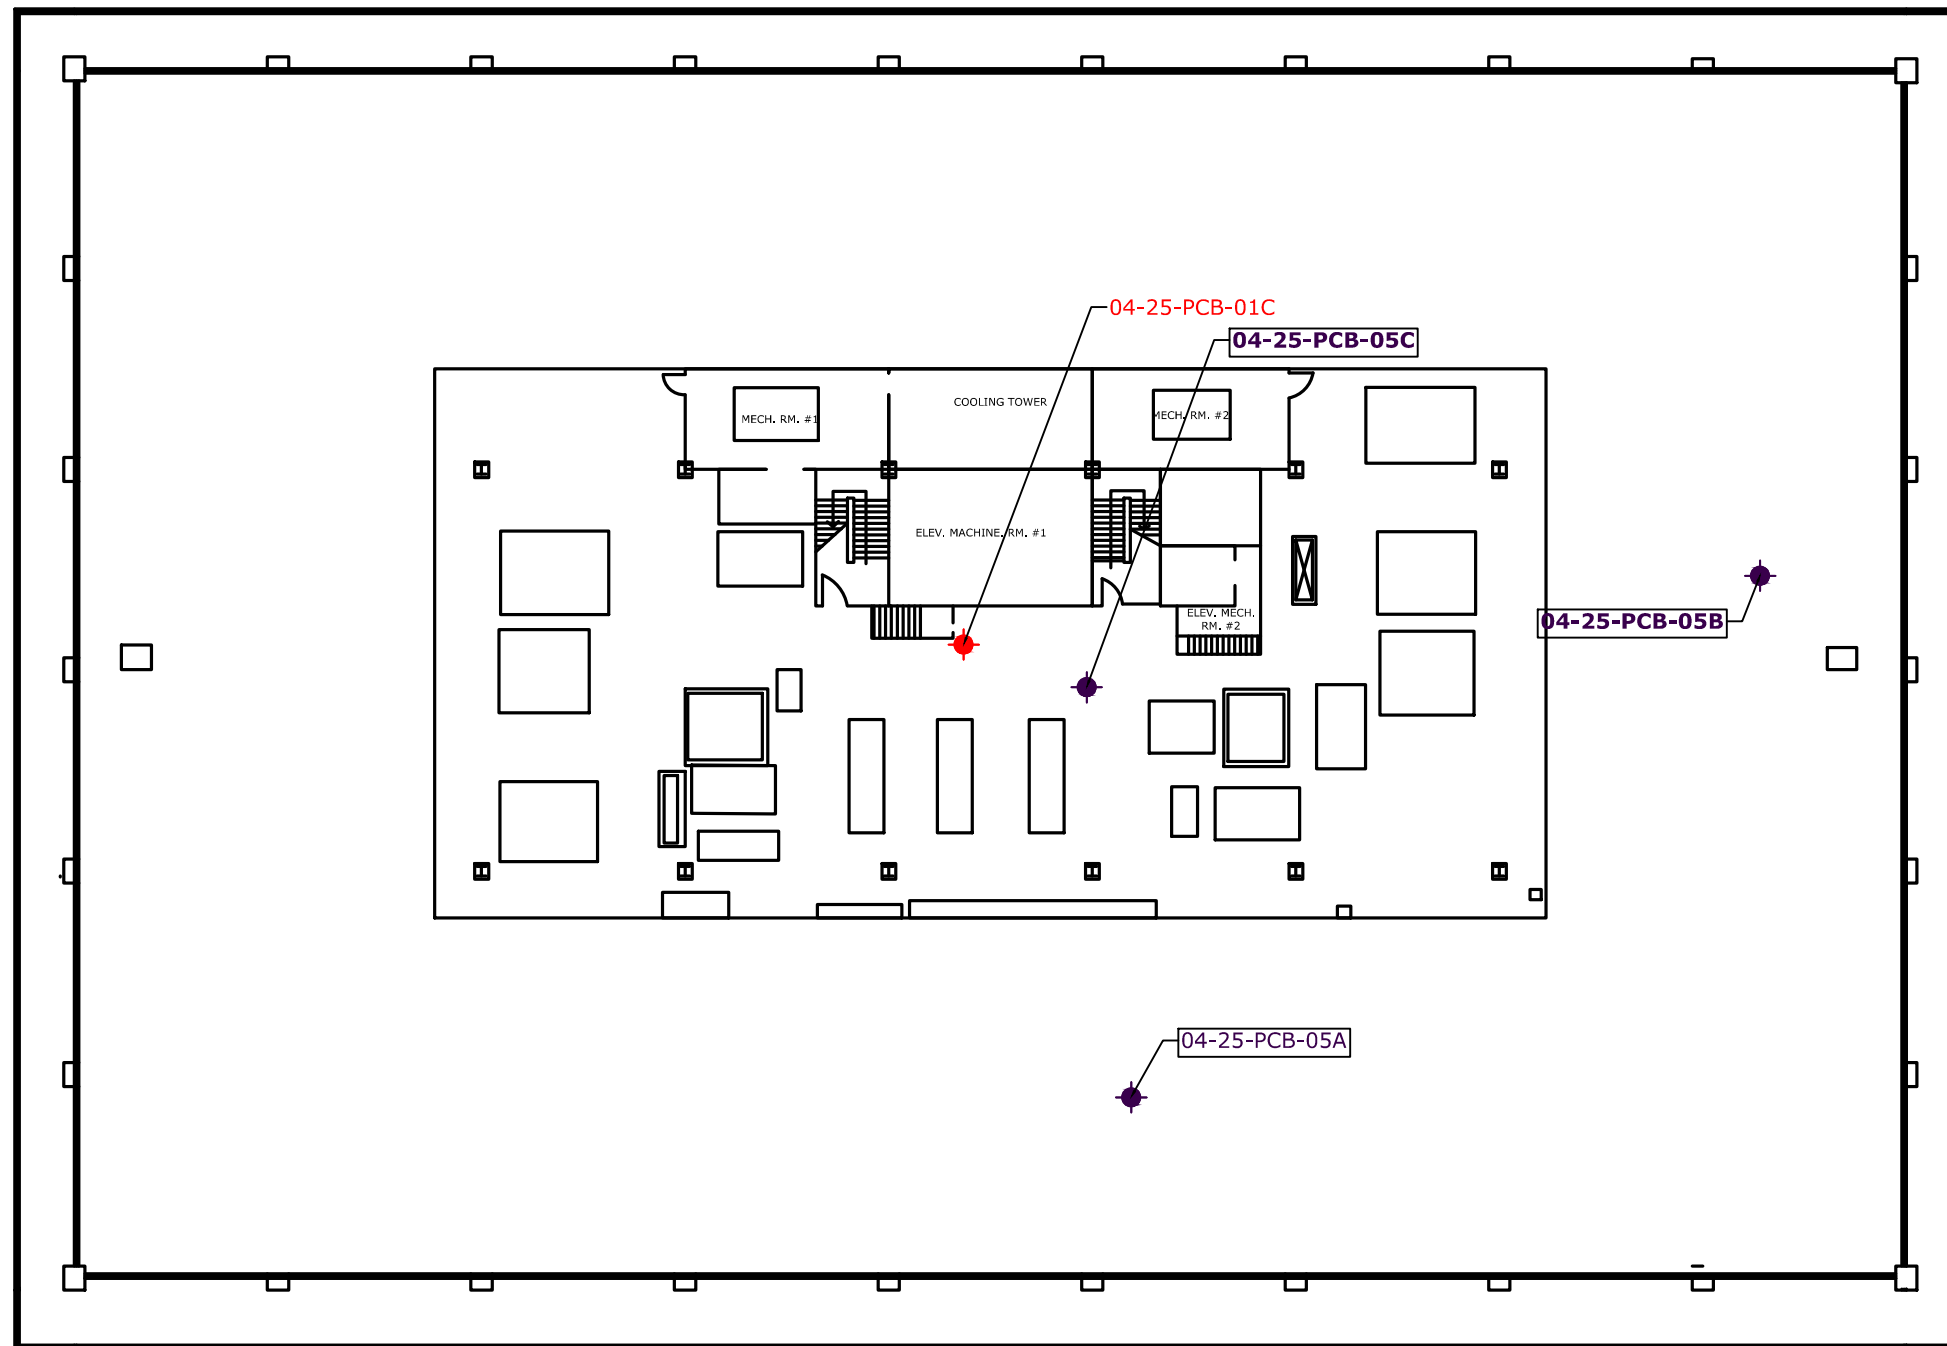 04-25-PCB-01C
04-25-PCB-05C
COOLING TOWER
MECH. RM. #1
MECH. RM. #2
ELEV. MACHINE. RM. #1
ELEV. MECH.
RM. #2
04-25-PCB-05B
04-25-PCB-05A